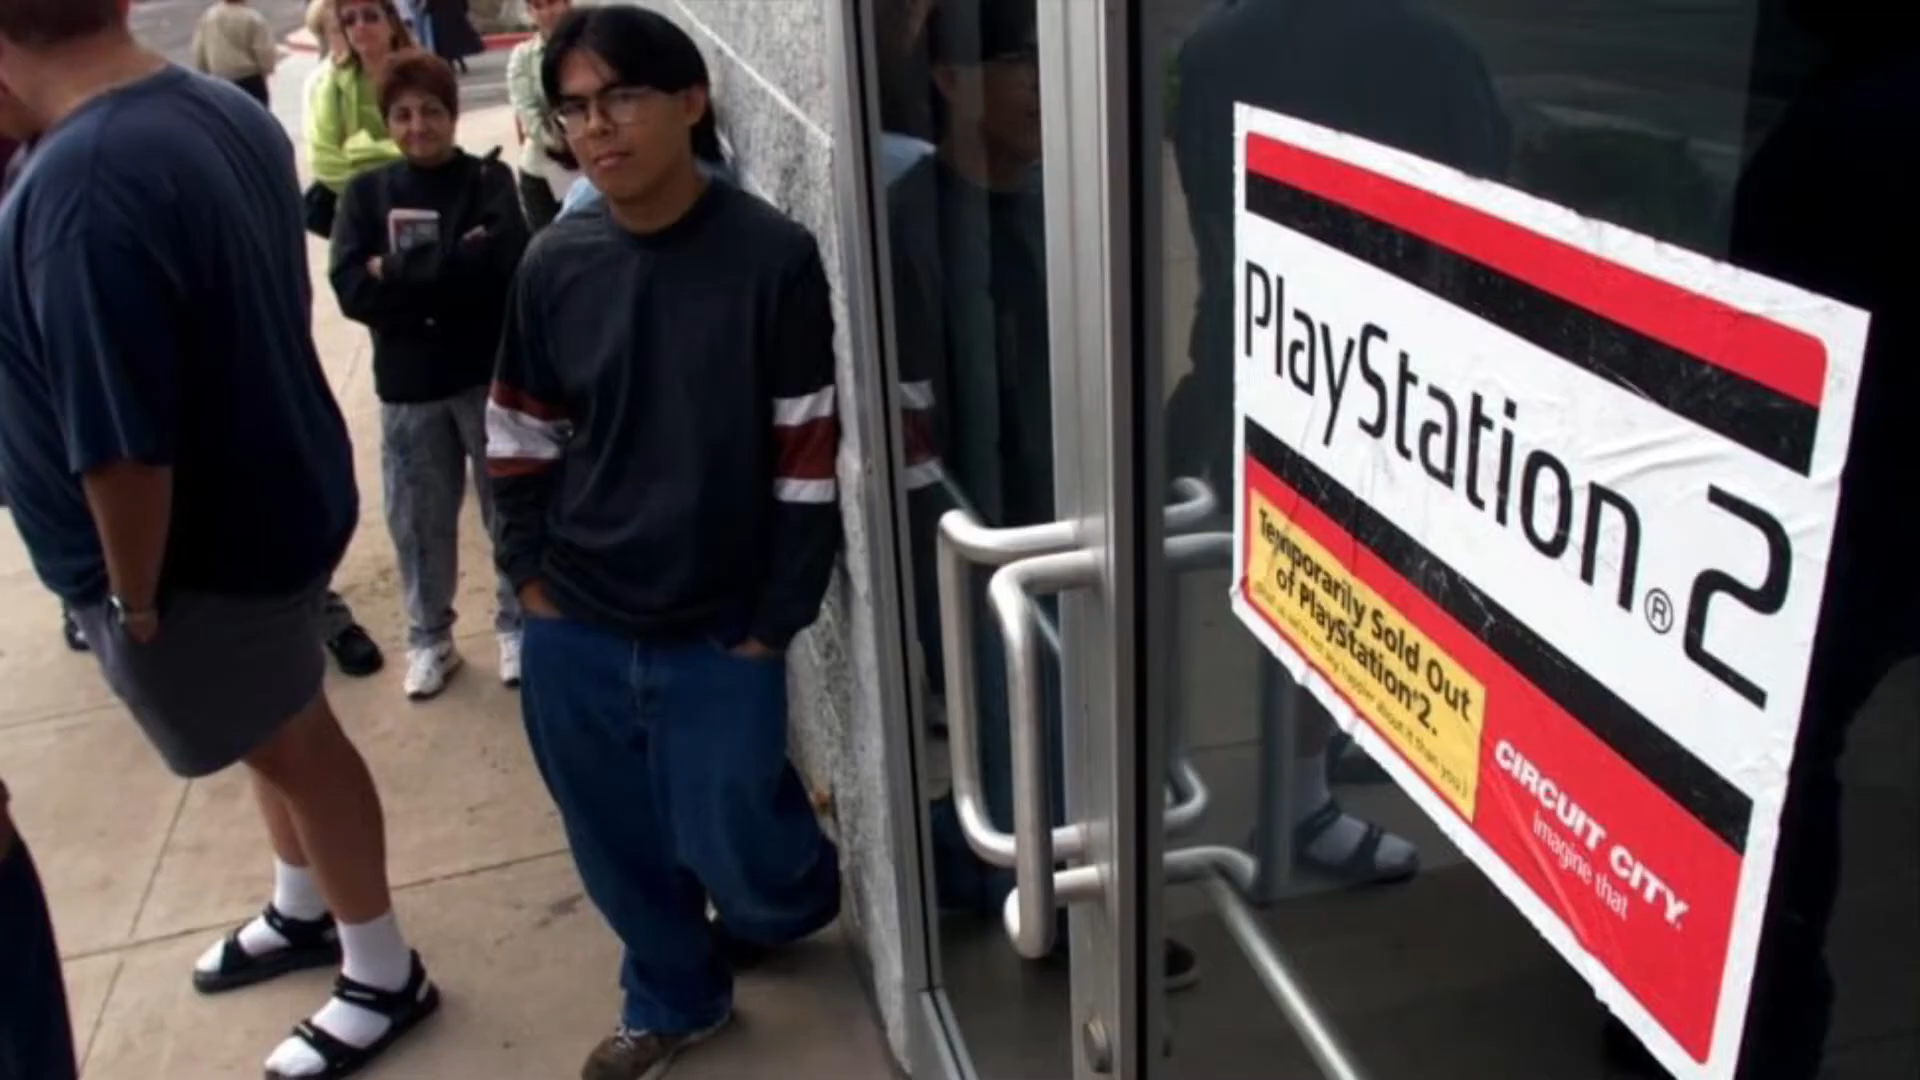 PlayStation®2
Temporarily Sold Out
of PlayStation®2.
CIRCUIT CITY
Imagine that